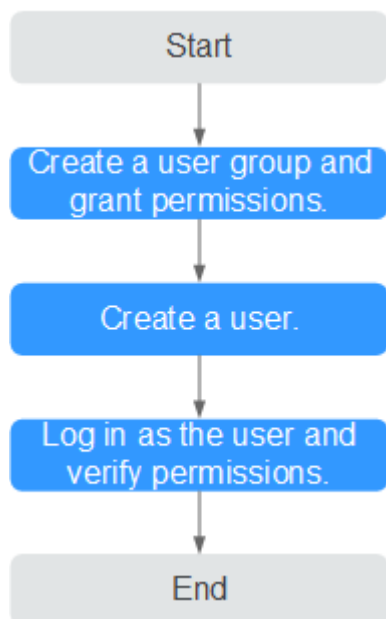 Start
Create a user group and
grant permissions.
Create a user.
Log in as the user and
verify permissions.
End